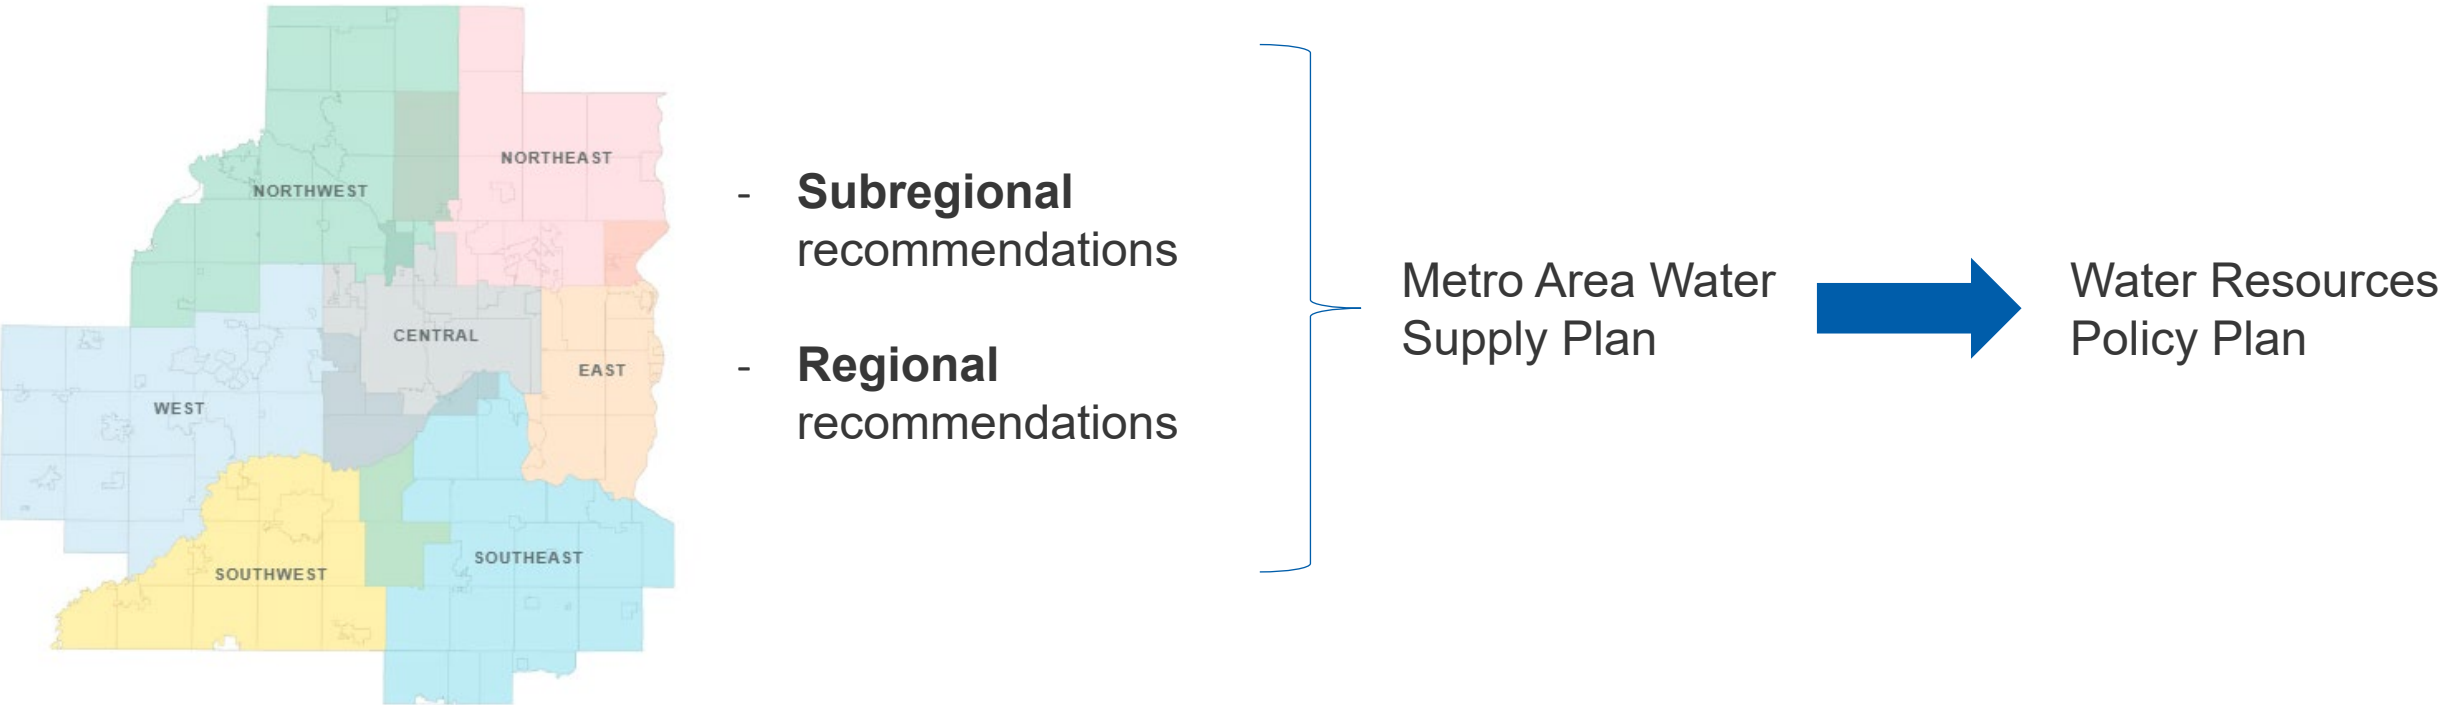 NORTHEAST
NORTHWEST
CENTRAL
EAST
WEST
SOUTHEAST
SOUTHWEST
- Subregional
recommendations
- Regional
recommendations
Metro Area Water
Supply Plan
Water Resources
Policy Plan